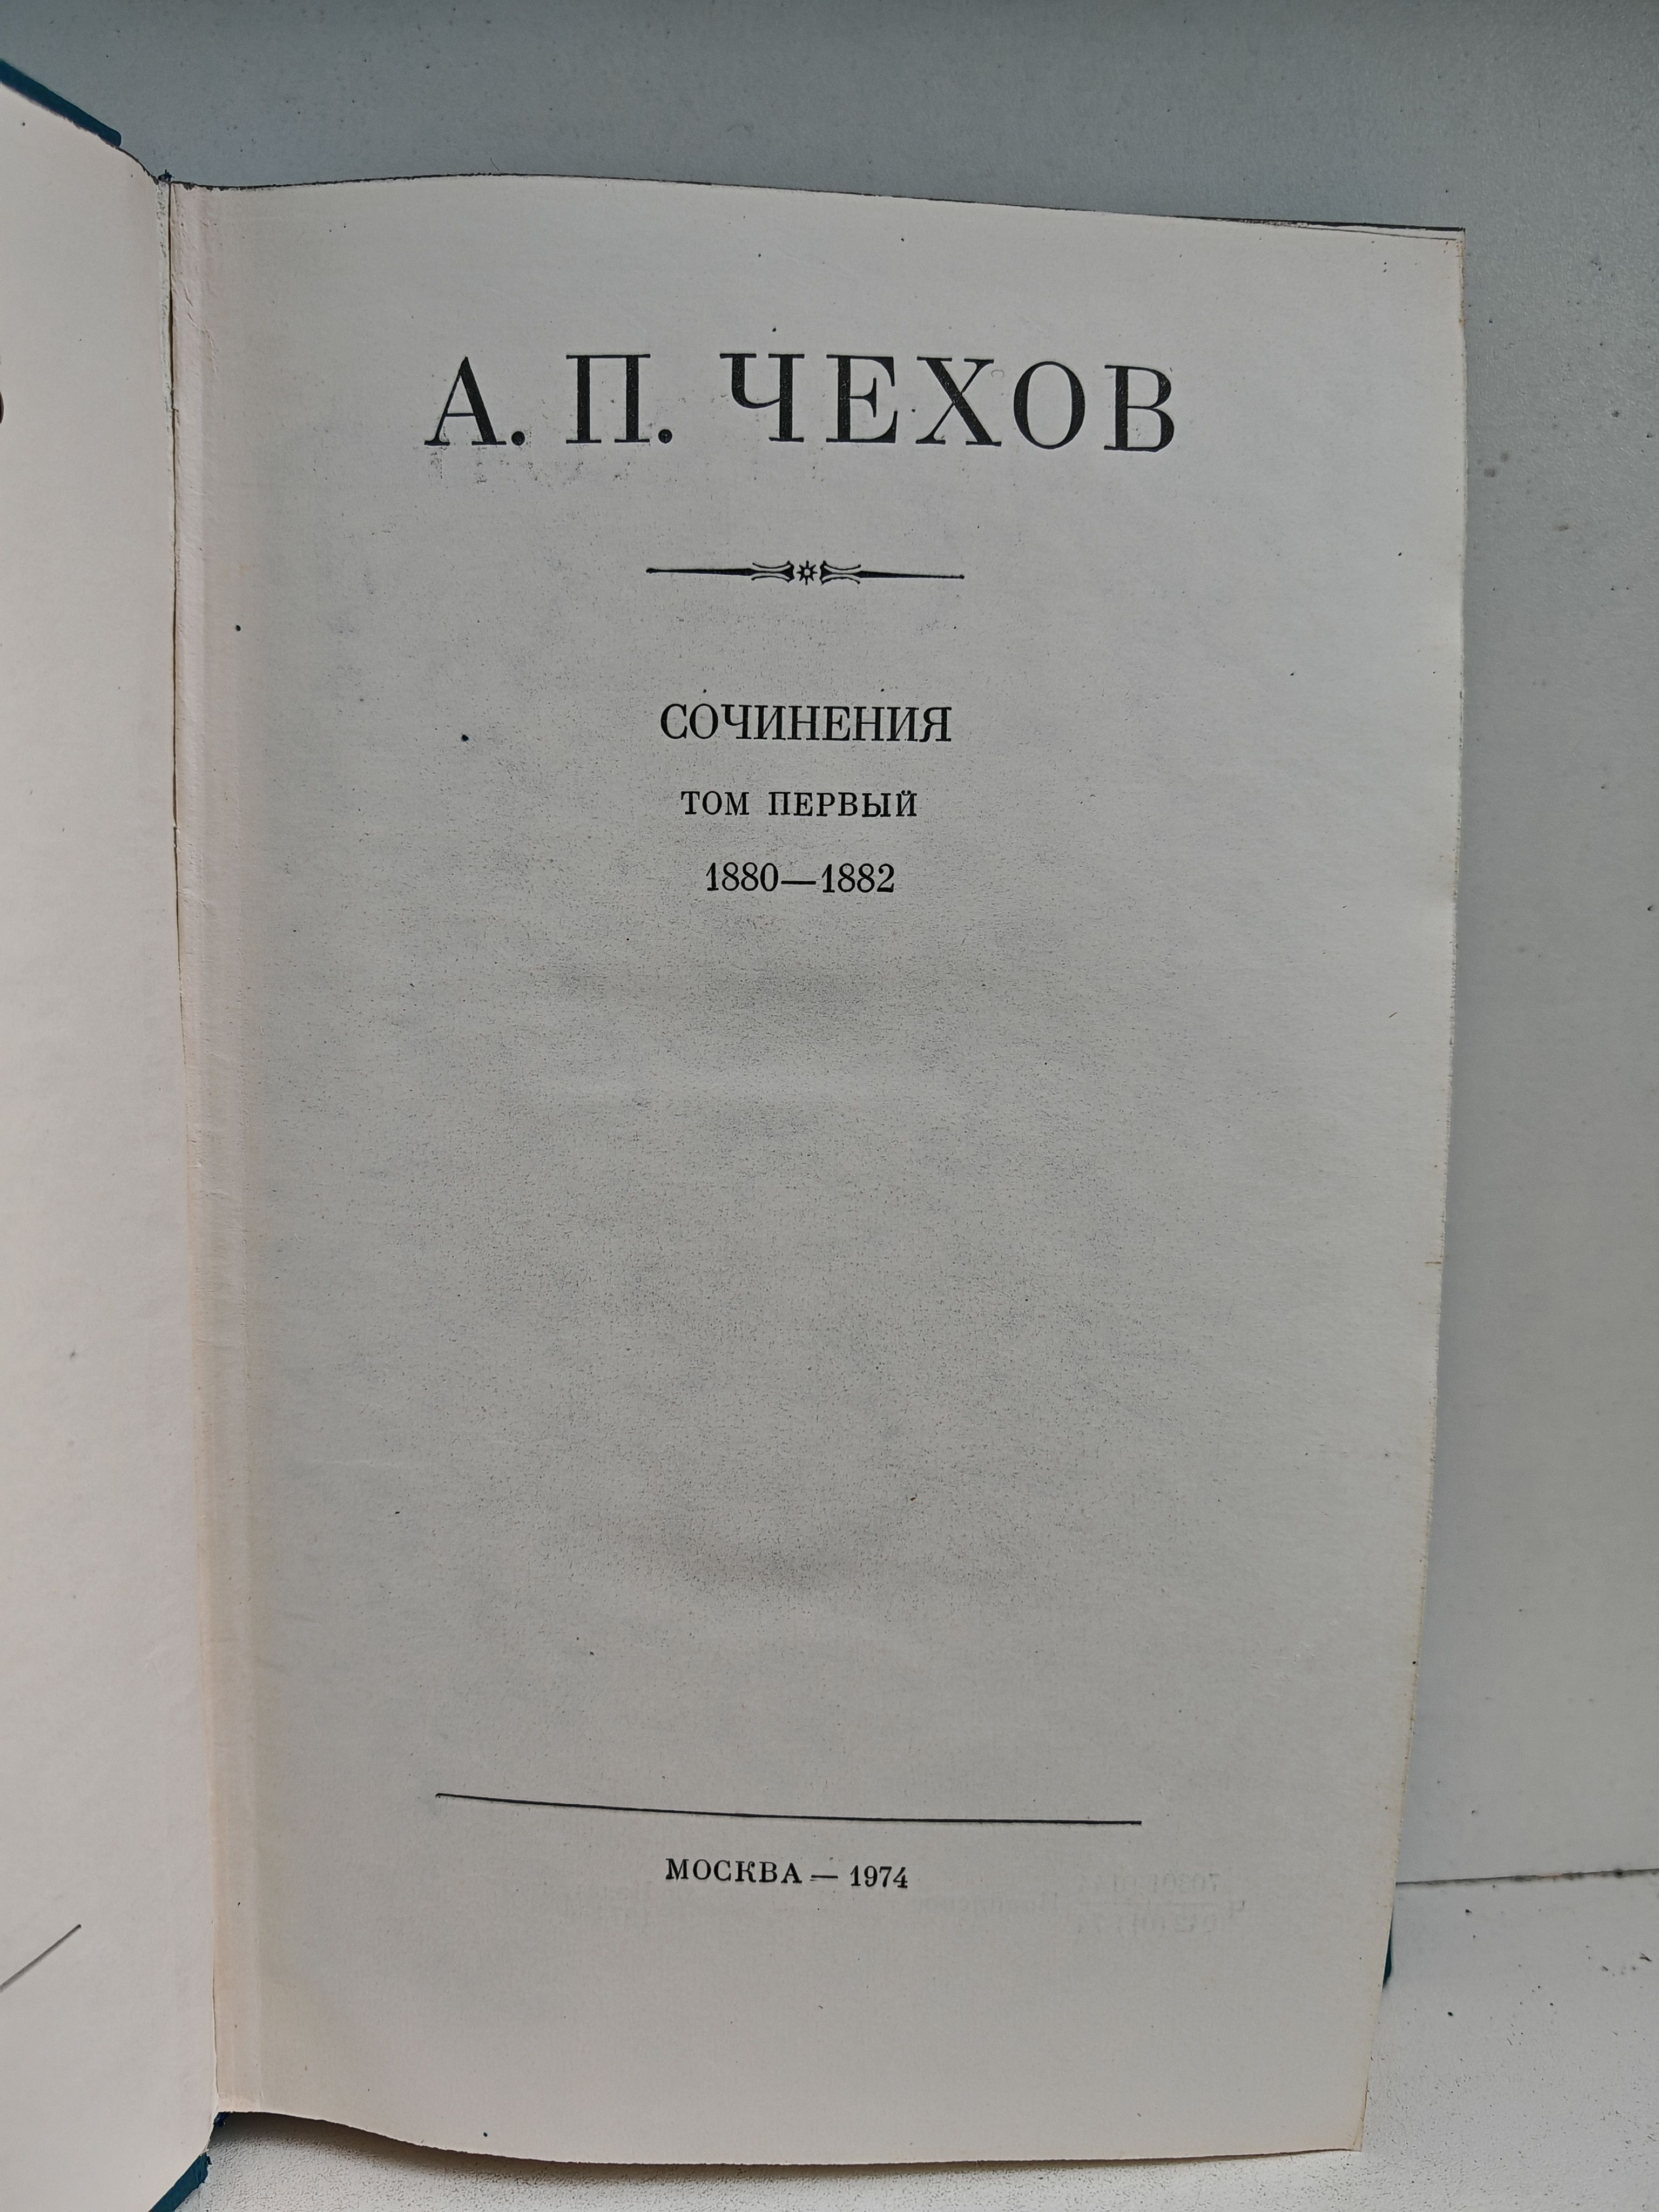 А. П. ЧЕХОВ
СОЧИНЕНИЯ
ТОМ ПЕРВЫЙ
1880—1882
МОСКВА — 1974